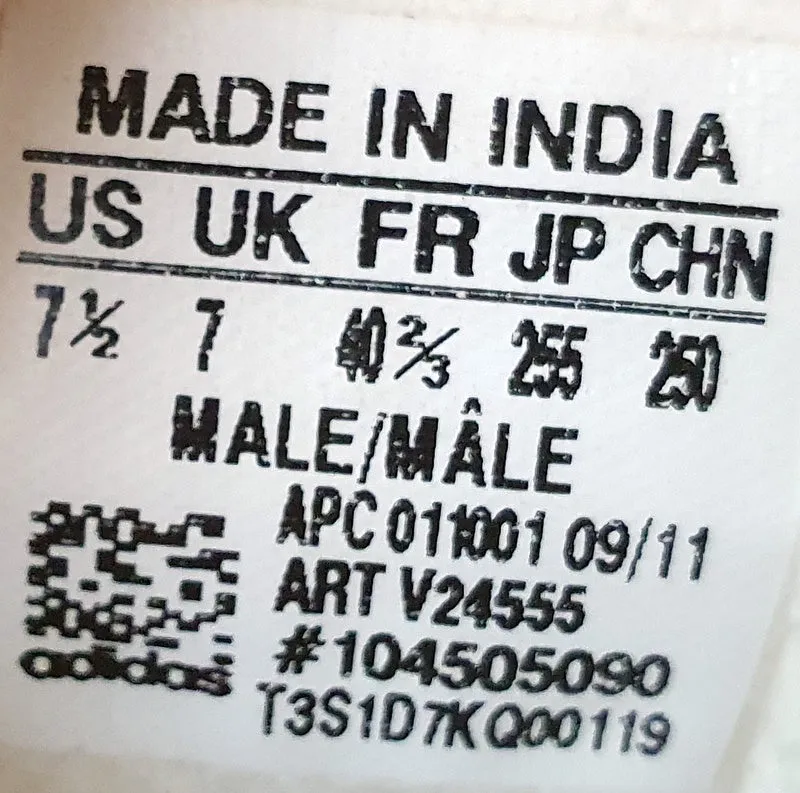 MADE IN INDIA
US UK FR JP CHN
7½ 7 40⅔ 255 250
MALE/MÂLE
APC 011001 09/11
ART V24555
#104505090
adidas T3S1D7KQ00119